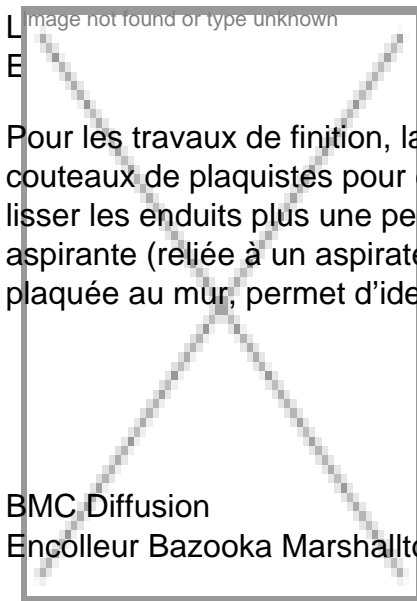 Image not found or type unknown
L
E
Pour les travaux de finition, la
couteaux de plaquistes pour
lisser les enduits plus une pe
aspirante (reliée à un aspirate
plaquée au mur, permet d'ide
BMC Diffusion
Encolleur Bazooka Marshallto